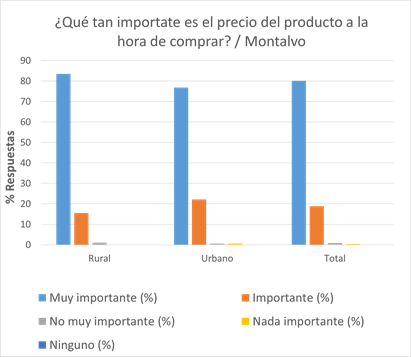 ¿Qué tan importate es el precio del producto a la
hora de comprar? / Montalvo
% Respuestas
90
80
70
60
50
40
30
20
10
0
Rural
Urbano
Total
Muy importante (%)
Importante (%)
No muy importante (%)
Nada importante (%)
Ninguno (%)